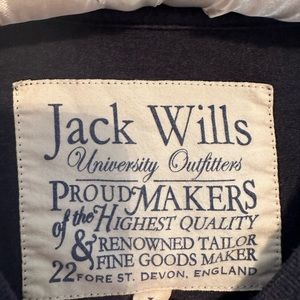 Jack Wills
University Outfitters
PROUD MAKERS
of the HIGHEST QUALITY
& RENOWNED TAILOR
FINE GOODS MAKER
22 FORE ST. DEVON, ENGLAND